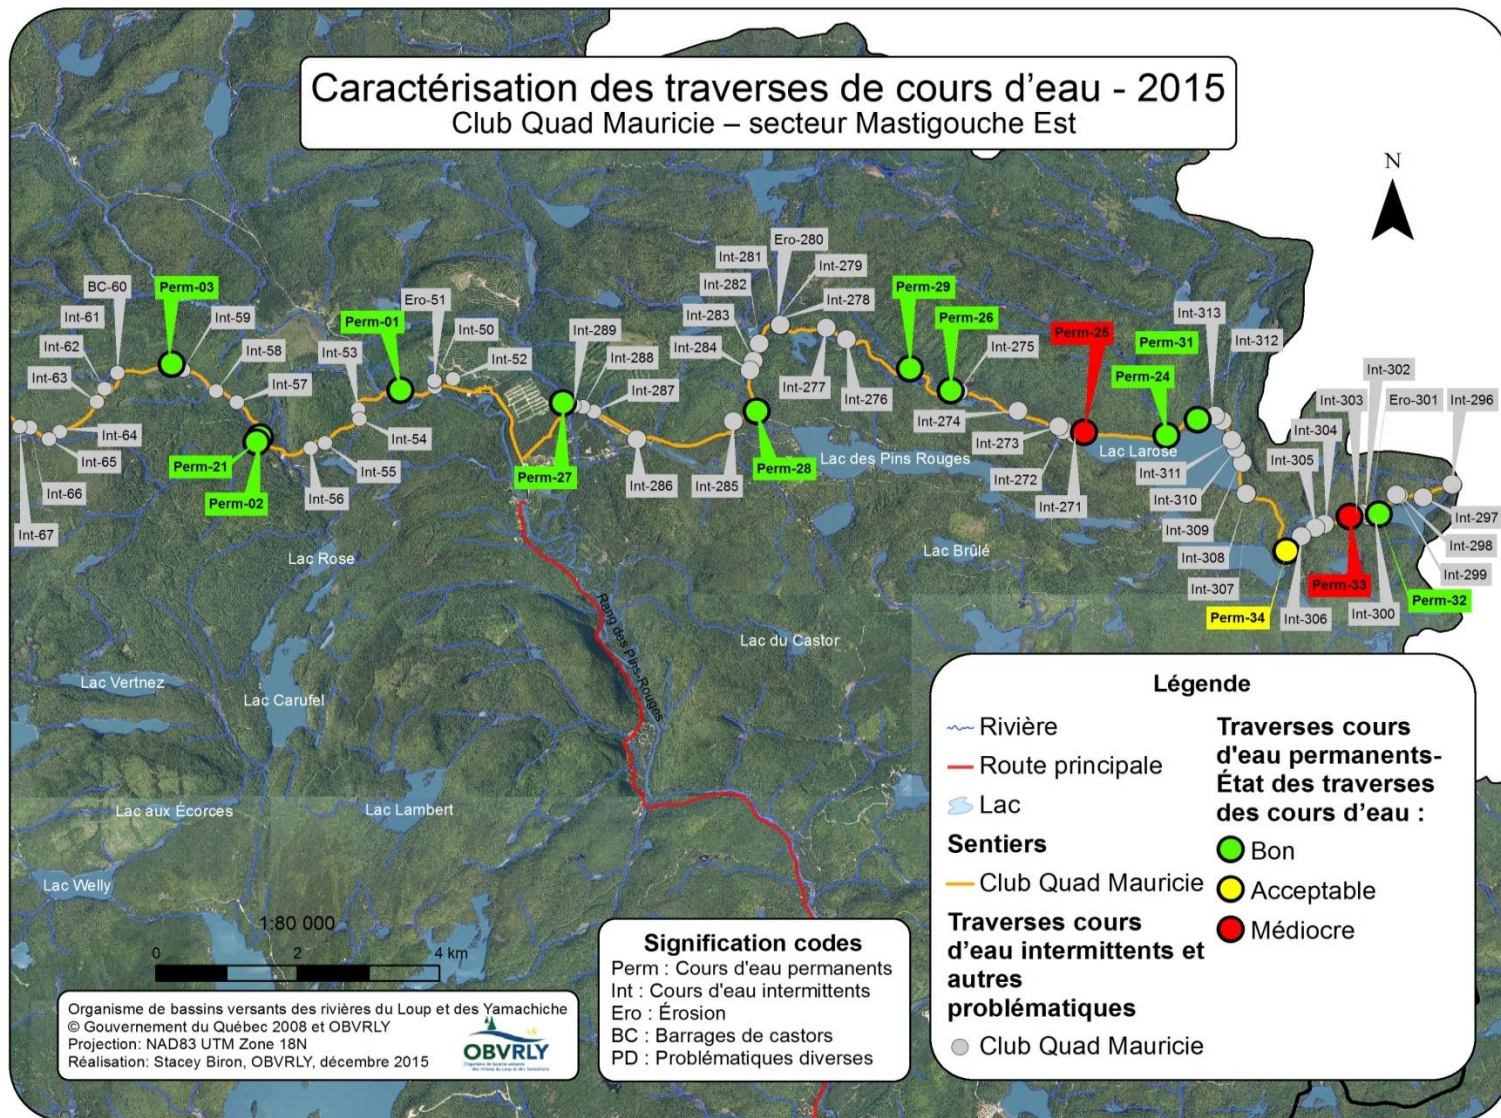 Caractérisation des traverses de cours d'eau - 2015
Club Quad Mauricie – secteur Mastigouche Est
N
Ero-280
Int-281
Int-279
Int-282
Int-278
BC-60
Perm-03
Int-61
Int-59
Int-62
Int-58
Int-63
Int-57
Int-64
Int-65
Int-66
Int-67
Perm-21
Perm-02
Perm-01
Int-53
Ero-51
Int-50
Int-52
Int-54
Int-55
Int-56
Int-289
Int-288
Int-287
Perm-27
Int-286
Int-285
Int-283
Int-284
Perm-28
Int-277
Int-276
Perm-29
Perm-26
Int-275
Int-274
Int-273
Int-272
Int-271
Perm-25
Perm-31
Perm-24
Int-313
Int-312
Int-311
Int-310
Int-309
Int-308
Int-307
Perm-34
Int-306
Int-305
Int-304
Int-303
Int-302
Ero-301
Int-296
Int-297
Int-298
Int-299
Perm-33
Int-300
Perm-32
Lac des Pins Rouges
Lac Larose
Lac Rose
Lac Brûlé
Lac du Castor
Rang des Pins-Rouges
Lac Vertnez
Lac Carufel
Lac aux Écorces
Lac Lambert
Lac Welly
1:80 000
0 2 4 km
Organisme de bassins versants des rivières du Loup et des Yamachiche
© Gouvernement du Québec 2008 et OBVRLY
Projection: NAD83 UTM Zone 18N
Réalisation: Stacey Biron, OBVRLY, décembre 2015
OBVRLY
Organisme de bassins versants
des rivières du Loup et des Yamachiche
Signification codes
Perm : Cours d'eau permanents
Int : Cours d'eau intermittents
Ero : Érosion
BC : Barrages de castors
PD : Problématiques diverses
Légende
Rivière
Route principale
Lac
Sentiers
Club Quad Mauricie
Traverses cours
d'eau intermittents et
autres
problématiques
Club Quad Mauricie
Traverses cours
d'eau permanents-
État des traverses
des cours d'eau :
Bon
Acceptable
Médiocre